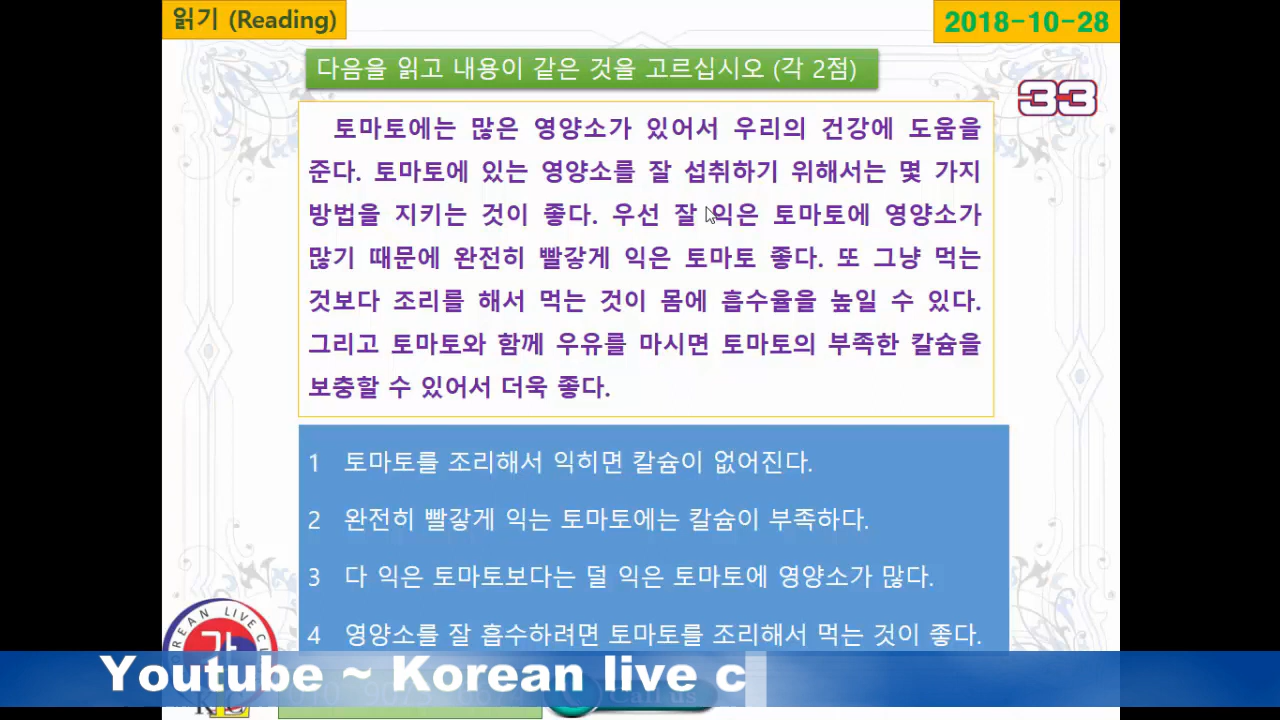 읽기 (Reading)
2018-10-28
다음을 읽고 내용이 같은 것을 고르십시오 (각 2점)
33
토마토에는 많은 영양소가 있어서 우리의 건강에 도움을
준다. 토마토에 있는 영양소를 잘 섭취하기 위해서는 몇 가지
방법을 지키는 것이 좋다. 우선 잘 익은 토마토에 영양소가
많기 때문에 완전히 빨갛게 익은 토마토 좋다. 또 그냥 먹는
것보다 조리를 해서 먹는 것이 몸에 흡수율을 높일 수 있다.
그리고 토마토와 함께 우유를 마시면 토마토의 부족한 칼슘을
보충할 수 있어서 더욱 좋다.
1 토마토를 조리해서 익히면 칼슘이 없어진다.
2 완전히 빨갛게 익는 토마토에는 칼슘이 부족하다.
3 다 익은 토마토보다는 덜 익은 토마토에 영양소가 많다.
4 영양소를 잘 흡수하려면 토마토를 조리해서 먹는 것이 좋다.
KOREAN LIVE
Youtube ~ Korean live c
Call us